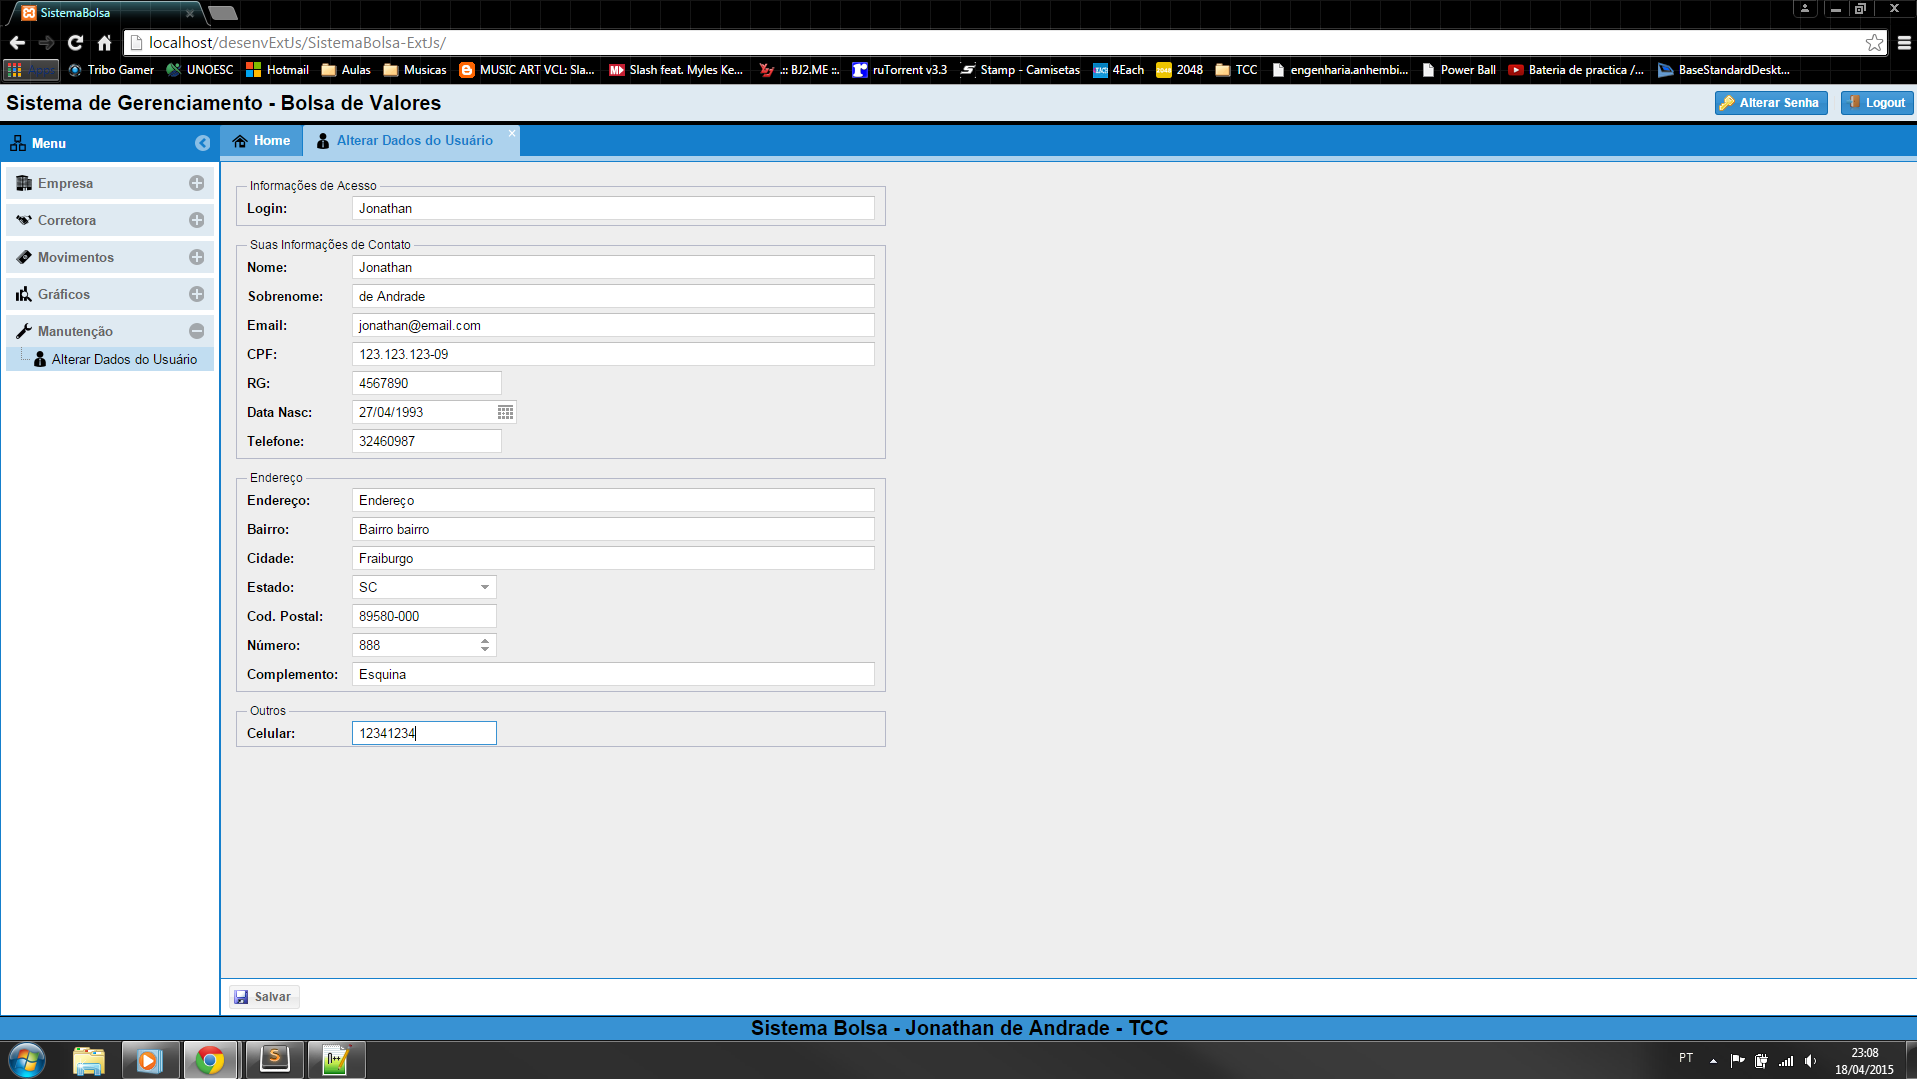 SistemaBolsa
localhost/desenvExtJs/SistemaBolsa-ExtJs/
Apps Tribo Gamer UNOESC Hotmail Aulas Musicas MUSIC ART VCL: Sla... Slash feat. Myles Ke... .:: BJ2.ME ::. ruTorrent v3.3 Stamp - Camisetas 4Each 2048 TCC engenharia.anhembi... Power Ball Bateria de practica /... BaseStandardDeskt...
Sistema de Gerenciamento - Bolsa de Valores
Alterar Senha Logout
Menu
Home
Alterar Dados do Usuário
Empresa
Corretora
Movimentos
Gráficos
Manutenção
Alterar Dados do Usuário
Informações de Acesso
Login: Jonathan
Suas Informações de Contato
Nome: Jonathan
Sobrenome: de Andrade
Email: jonathan@email.com
CPF: 123.123.123-09
RG: 4567890
Data Nasc: 27/04/1993
Telefone: 32460987
Endereço
Endereço: Endereço
Bairro: Bairro bairro
Cidade: Fraiburgo
Estado: SC
Cod. Postal: 89580-000
Número: 888
Complemento: Esquina
Outros
Celular: 12341234
Salvar
Sistema Bolsa - Jonathan de Andrade - TCC
PT
23:08
18/04/2015